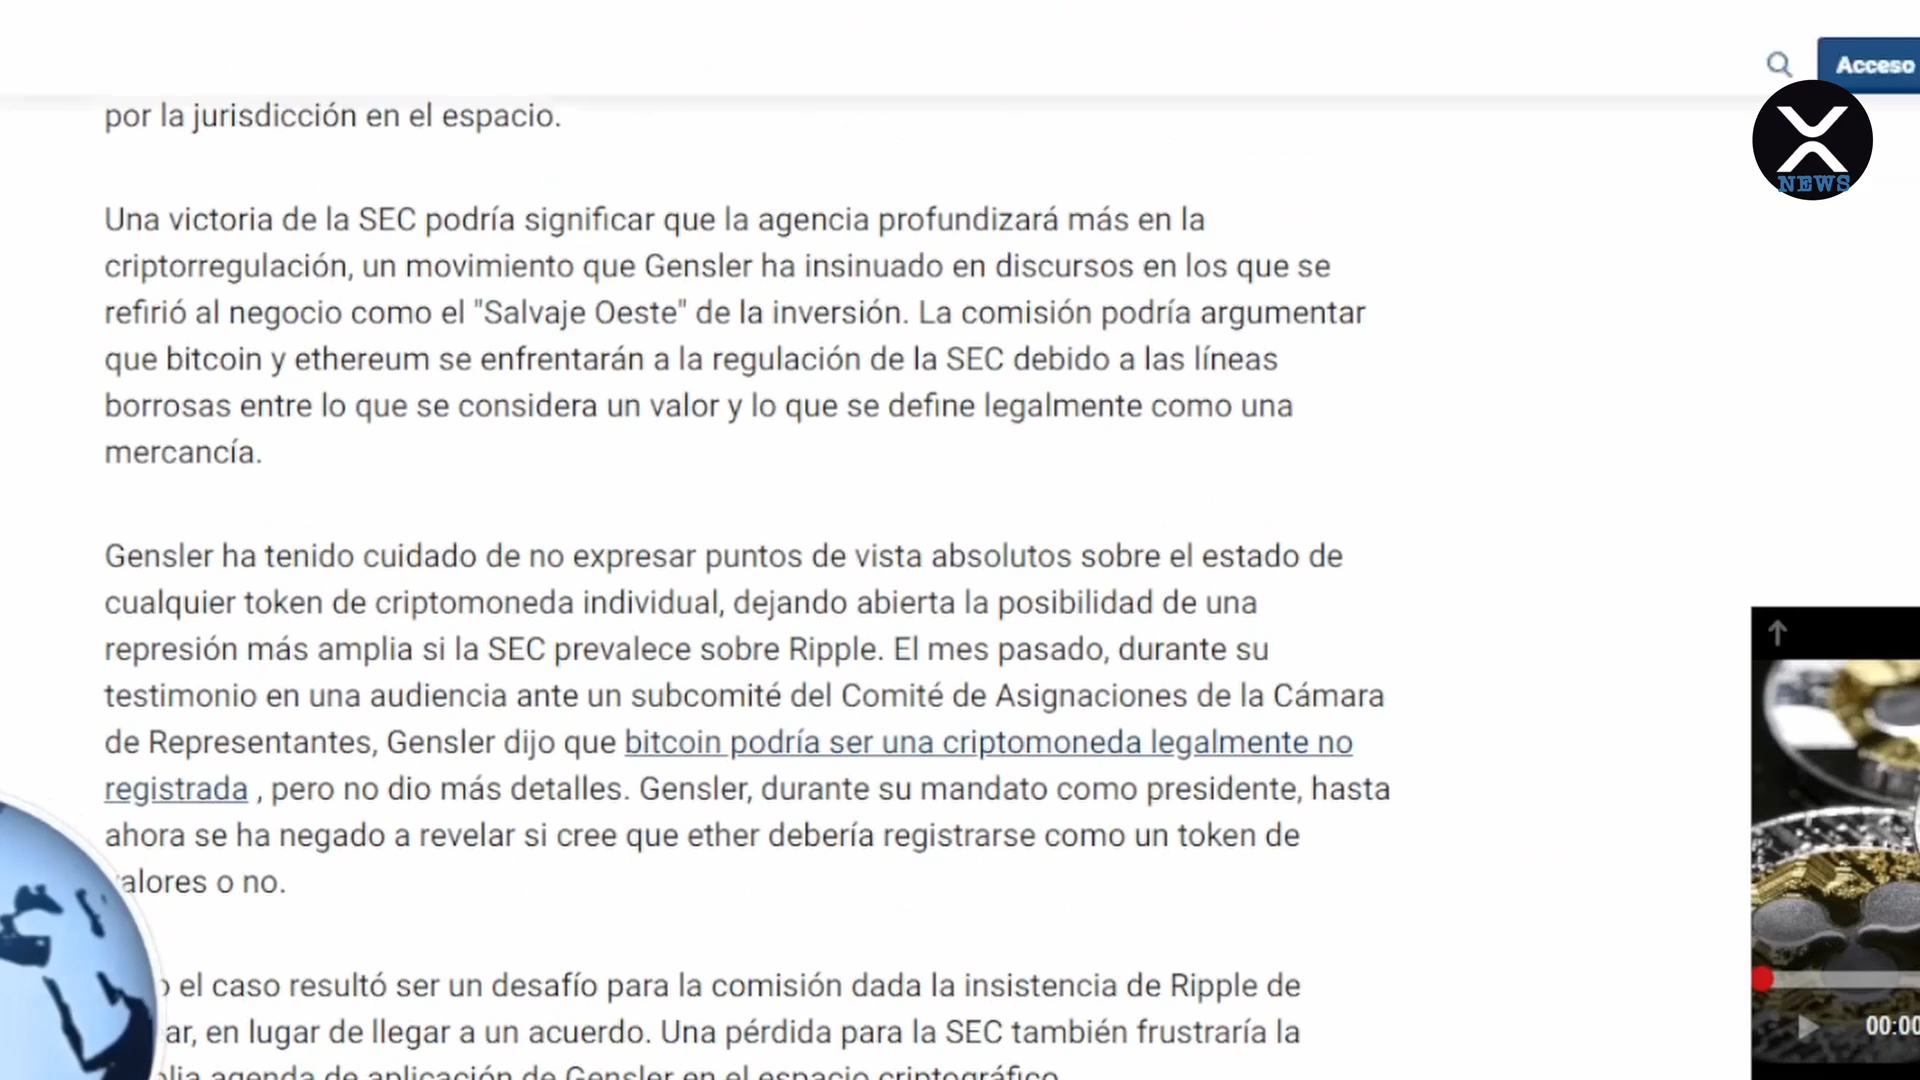 Acceso
NEWS
por la jurisdicción en el espacio.
Una victoria de la SEC podría significar que la agencia profundizará más en la
criptorregulación, un movimiento que Gensler ha insinuado en discursos en los que se
refirió al negocio como el "Salvaje Oeste" de la inversión. La comisión podría argumentar
que bitcoin y ethereum se enfrentarán a la regulación de la SEC debido a las líneas
borrosas entre lo que se considera un valor y lo que se define legalmente como una
mercancía.
Gensler ha tenido cuidado de no expresar puntos de vista absolutos sobre el estado de
cualquier token de criptomoneda individual, dejando abierta la posibilidad de una
represión más amplia si la SEC prevalece sobre Ripple. El mes pasado, durante su
testimonio en una audiencia ante un subcomité del Comité de Asignaciones de la Cámara
de Representantes, Gensler dijo que bitcoin podría ser una criptomoneda legalmente no
registrada , pero no dio más detalles. Gensler, durante su mandato como presidente, hasta
ahora se ha negado a revelar si cree que ether debería registrarse como un token de
alores o no.
el caso resultó ser un desafío para la comisión dada la insistencia de Ripple de
ar, en lugar de llegar a un acuerdo. Una pérdida para la SEC también frustraría la
agenda de aplicación de Gensler en el espacio criptográfico.
00:00